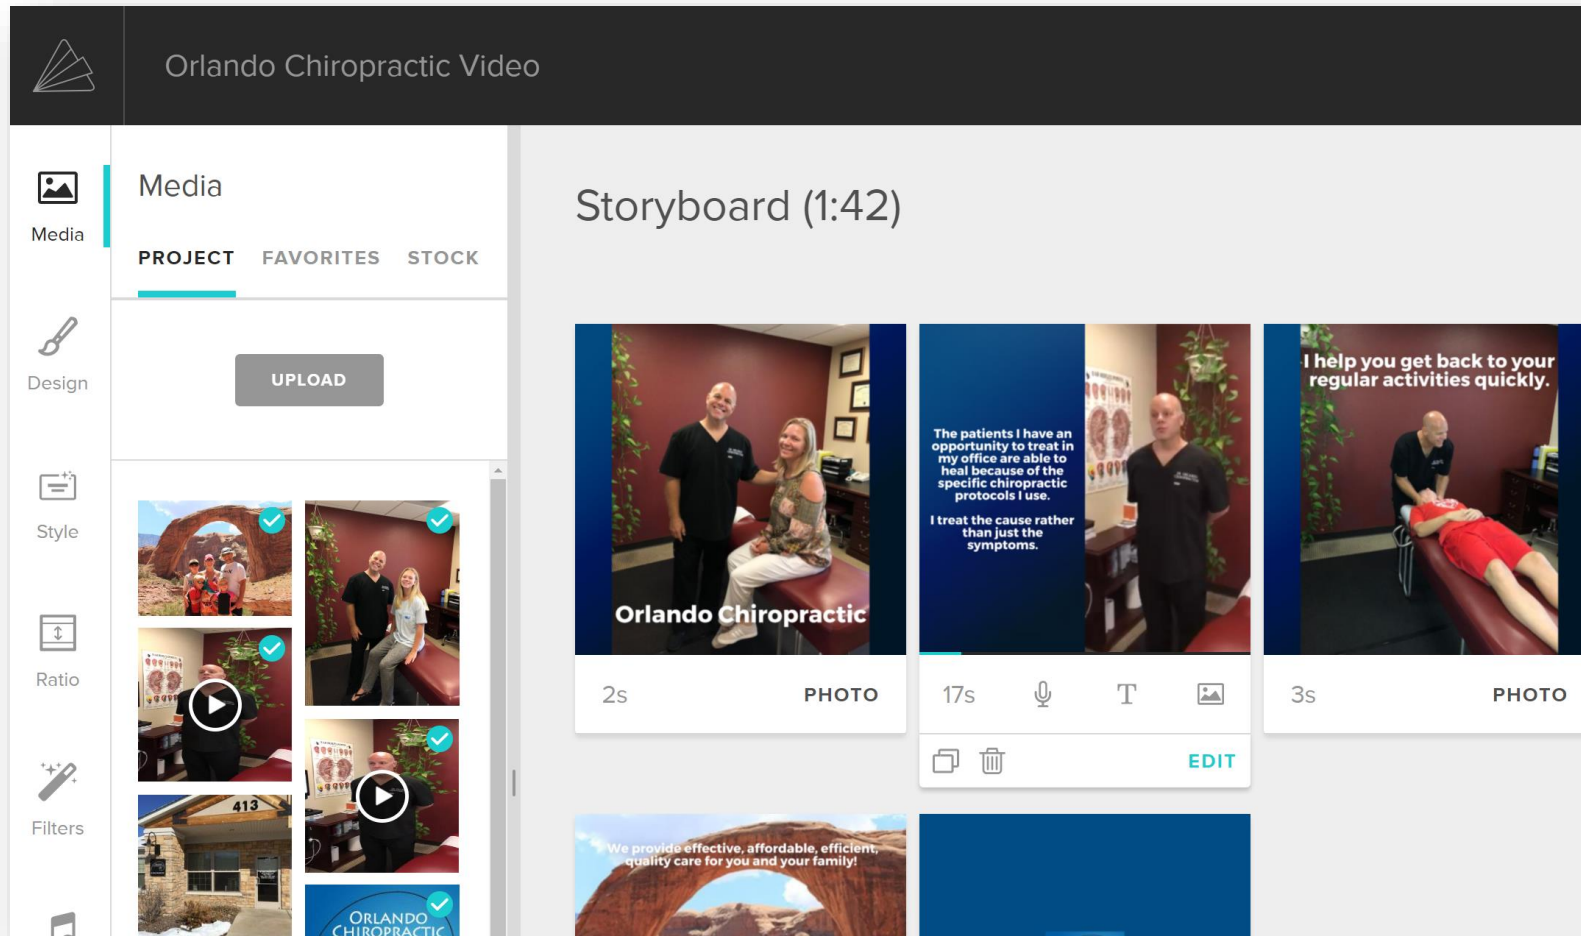 Orlando Chiropractic Video
Media
Design
Style
Ratio
Filters
Media
PROJECT FAVORITES STOCK
UPLOAD
413
ORLANDO
CHIROPRACTIC
Storyboard (1:42)
Orlando Chiropractic
2s PHOTO
The patients I have an
opportunity to treat in
my office are able to
heal because of the
specific chiropractic
protocols I use.
I treat the cause rather
than just the
symptoms.
17s T
EDIT
I help you get back to your
regular activities quickly.
3s PHOTO
We provide effective, affordable, efficient,
quality care for you and your family!